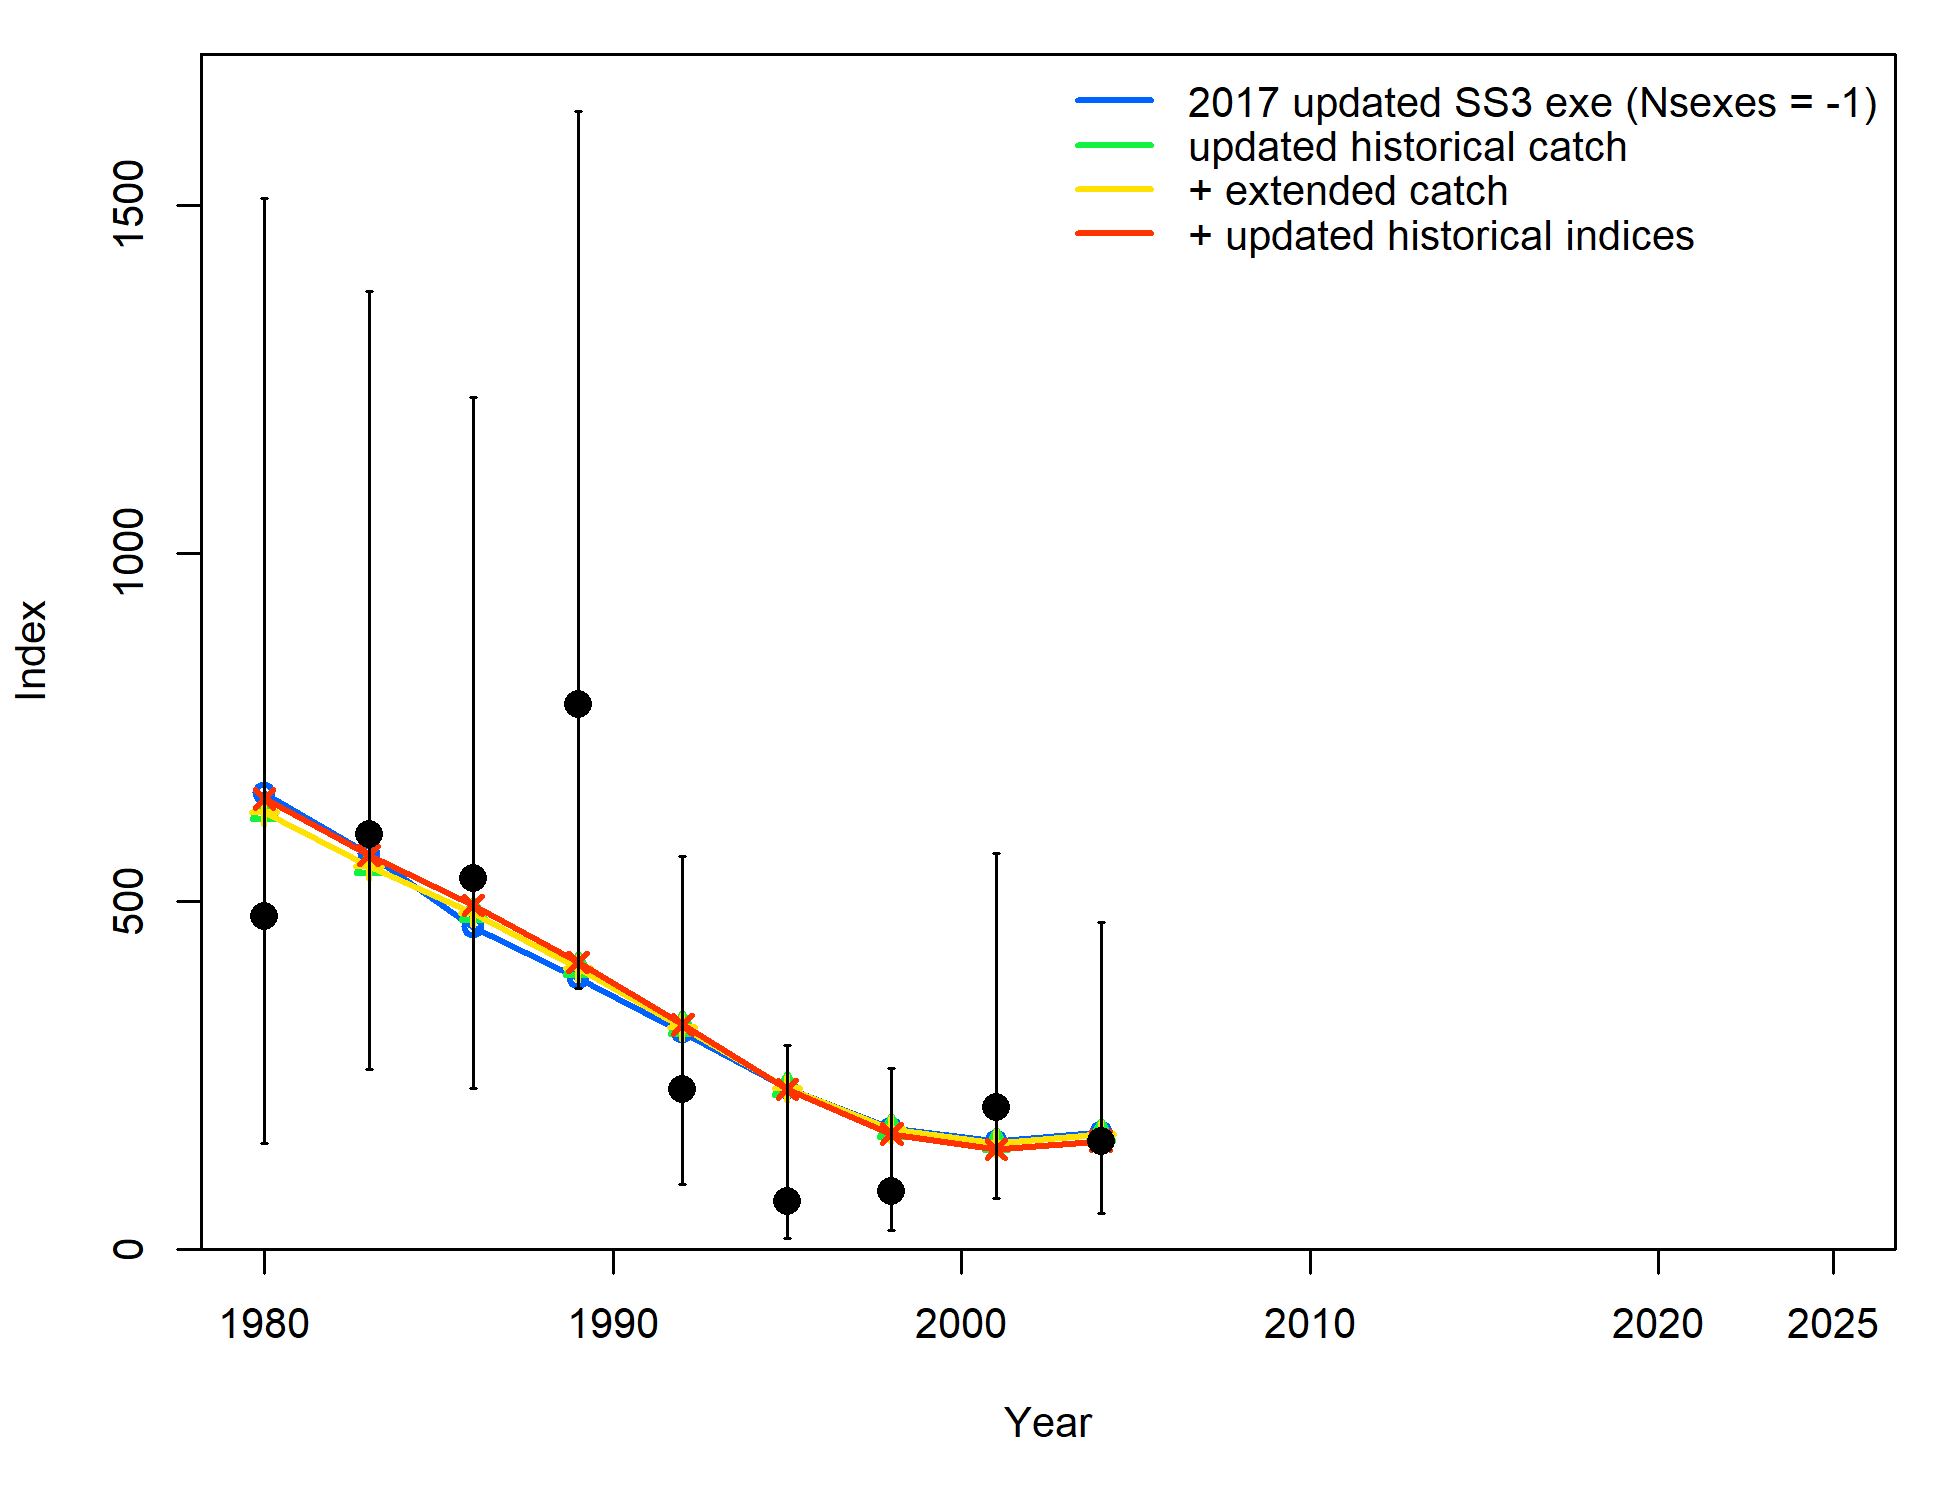 2017 updated SS3 exe (Nsexes = -1)
updated historical catch
+ extended catch
+ updated historical indices
1500
1000
500
0
Index
1980 1990 2000 2010 2020 2025
Year